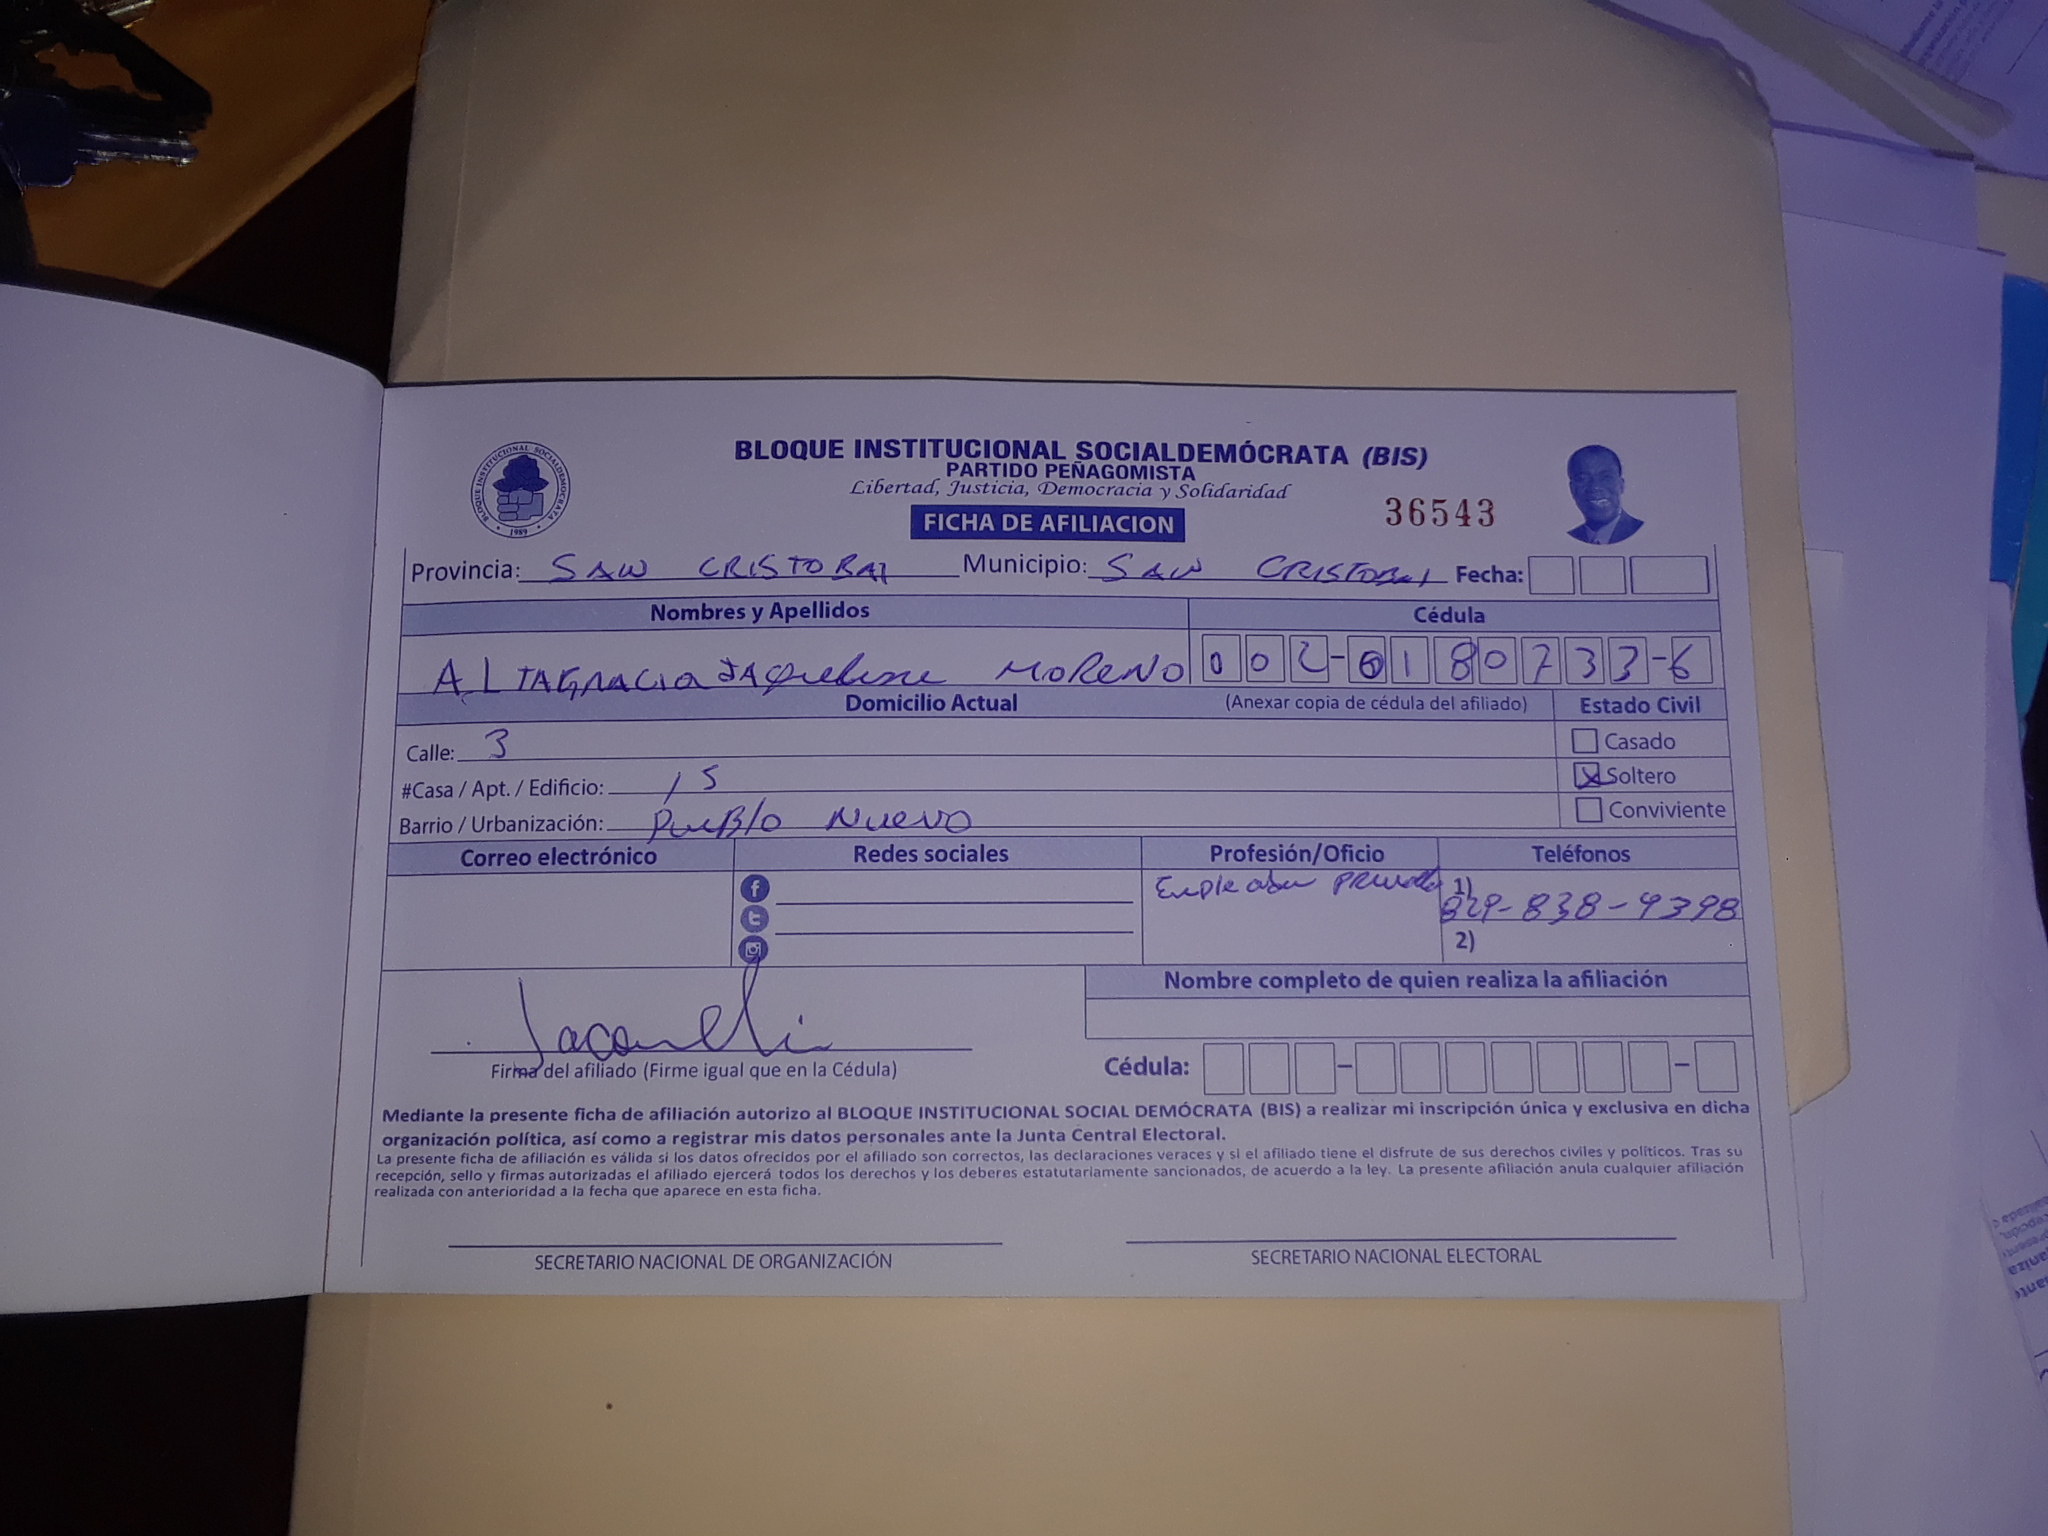 BLOQUE INSTITUCIONAL SOCIALDEMÓCRATA (BIS)
PARTIDO PEÑAGOMISTA
Libertad, Justicia, Democracia y Solidaridad
BLOQUE INSTITUCIONAL SOCIALDEMOCRATA
1989
36543
FICHA DE AFILIACION
Provincia: SAN CRISTOBAL Municipio: SAN CRISTOBAL Fecha:
Nombres y Apellidos Cédula
ALTAGRACIA JAqueline MORENO 002-0180733-6
Domicilio Actual (Anexar copia de cédula del afiliado) Estado Civil
Calle: 3 Casado
#Casa / Apt. / Edificio: 15 Soltero
Barrio / Urbanización: PueBlo Nuevo Conviviente
Correo electrónico Redes sociales Profesión/Oficio Teléfonos
1) 829-838-9398
2)
Nombre completo de quien realiza la afiliación
Firma del afiliado (Firme igual que en la Cédula) Cédula:
Mediante la presente ficha de afiliación autorizo al BLOQUE INSTITUCIONAL SOCIAL DEMÓCRATA (BIS) a realizar mi inscripción única y exclusiva en dicha
organización política, así como a registrar mis datos personales ante la Junta Central Electoral.
La presente ficha de afiliación es válida si los datos ofrecidos por el afiliado son correctos, las declaraciones veraces y si el afiliado tiene el disfrute de sus derechos civiles y políticos. Tras su
recepción, sello y firmas autorizadas el afiliado ejercerá todos los derechos y los deberes estatutariamente sancionados, de acuerdo a la ley. La presente afiliación anula cualquier afiliación
realizada con anterioridad a la fecha que aparece en esta ficha.
SECRETARIO NACIONAL DE ORGANIZACIÓN SECRETARIO NACIONAL ELECTORAL